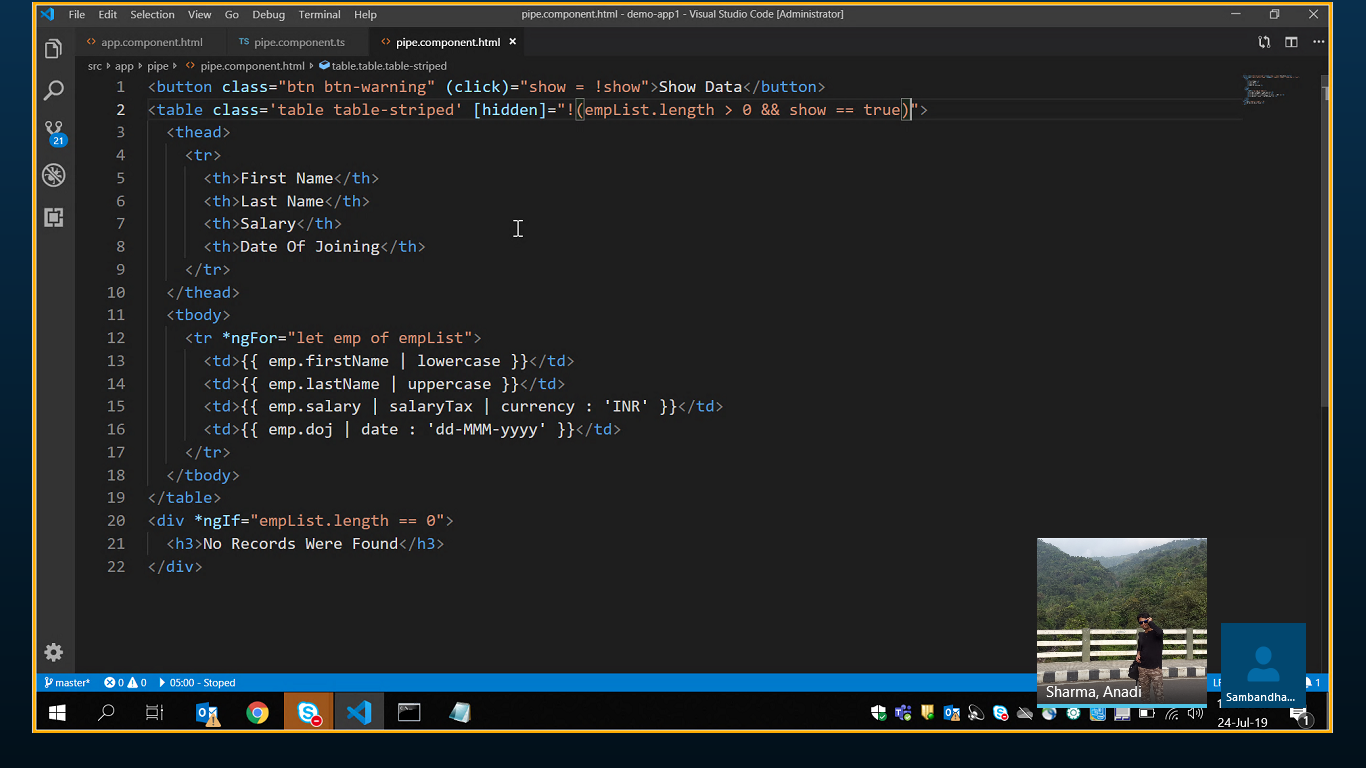 File Edit Selection View Go Debug Terminal Help pipe.component.html - demo-app1 - Visual Studio Code [Administrator]
app.component.html TS pipe.component.ts pipe.component.html
src › app › pipe › pipe.component.html › table.table.table-striped
1 <button class="btn btn-warning" (click)="show = !show">Show Data</button>
2 <table class='table table-striped' [hidden]="!(empList.length > 0 && show == true)">
3 <thead>
4 <tr>
5 <th>First Name</th>
6 <th>Last Name</th>
7 <th>Salary</th>
8 <th>Date Of Joining</th>
9 </tr>
10 </thead>
11 <tbody>
12 <tr *ngFor="let emp of empList">
13 <td>{{ emp.firstName | lowercase }}</td>
14 <td>{{ emp.lastName | uppercase }}</td>
15 <td>{{ emp.salary | salaryTax | currency : 'INR' }}</td>
16 <td>{{ emp.doj | date : 'dd-MMM-yyyy' }}</td>
17 </tr>
18 </tbody>
19 </table>
20 <div *ngIf="empList.length == 0">
21 <h3>No Records Were Found</h3>
22 </div>
21
Sharma, Anadi
Sambandha...
master* 0 0 05:00 - Stoped 1
24-Jul-19
1